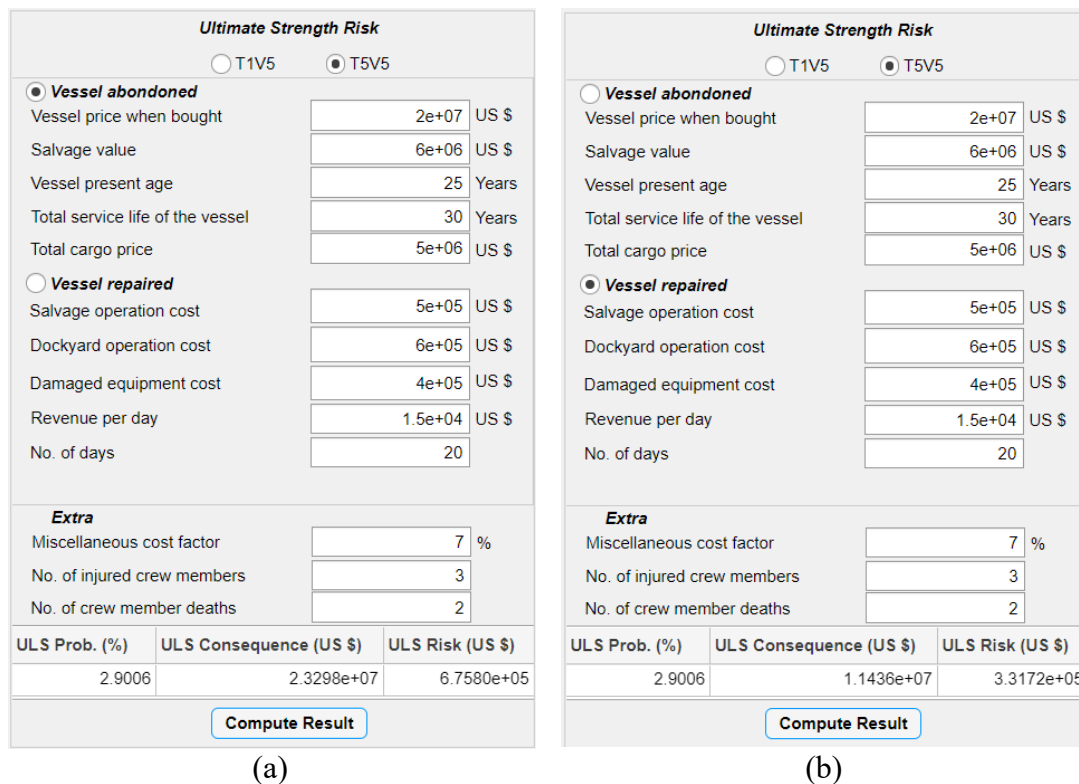 Ultimate Strength Risk
T1V5 T5V5
Vessel abondoned
Vessel price when bought 2e+07 US $
Salvage value 6e+06 US $
Vessel present age 25 Years
Total service life of the vessel 30 Years
Total cargo price 5e+06 US $
Vessel repaired
Salvage operation cost 5e+05 US $
Dockyard operation cost 6e+05 US $
Damaged equipment cost 4e+05 US $
Revenue per day 1.5e+04 US $
No. of days 20
Extra
Miscellaneous cost factor 7 %
No. of injured crew members 3
No. of crew member deaths 2
ULS Prob. (%) ULS Consequence (US $) ULS Risk (US $)
2.9006 2.3298e+07 6.7580e+05
Compute Result
(a)
Ultimate Strength Risk
T1V5 T5V5
Vessel abondoned
Vessel price when bought 2e+07 US $
Salvage value 6e+06 US $
Vessel present age 25 Years
Total service life of the vessel 30 Years
Total cargo price 5e+06 US $
Vessel repaired
Salvage operation cost 5e+05 US $
Dockyard operation cost 6e+05 US $
Damaged equipment cost 4e+05 US $
Revenue per day 1.5e+04 US $
No. of days 20
Extra
Miscellaneous cost factor 7 %
No. of injured crew members 3
No. of crew member deaths 2
ULS Prob. (%) ULS Consequence (US $) ULS Risk (US $)
2.9006 1.1436e+07 3.3172e+05
Compute Result
(b)